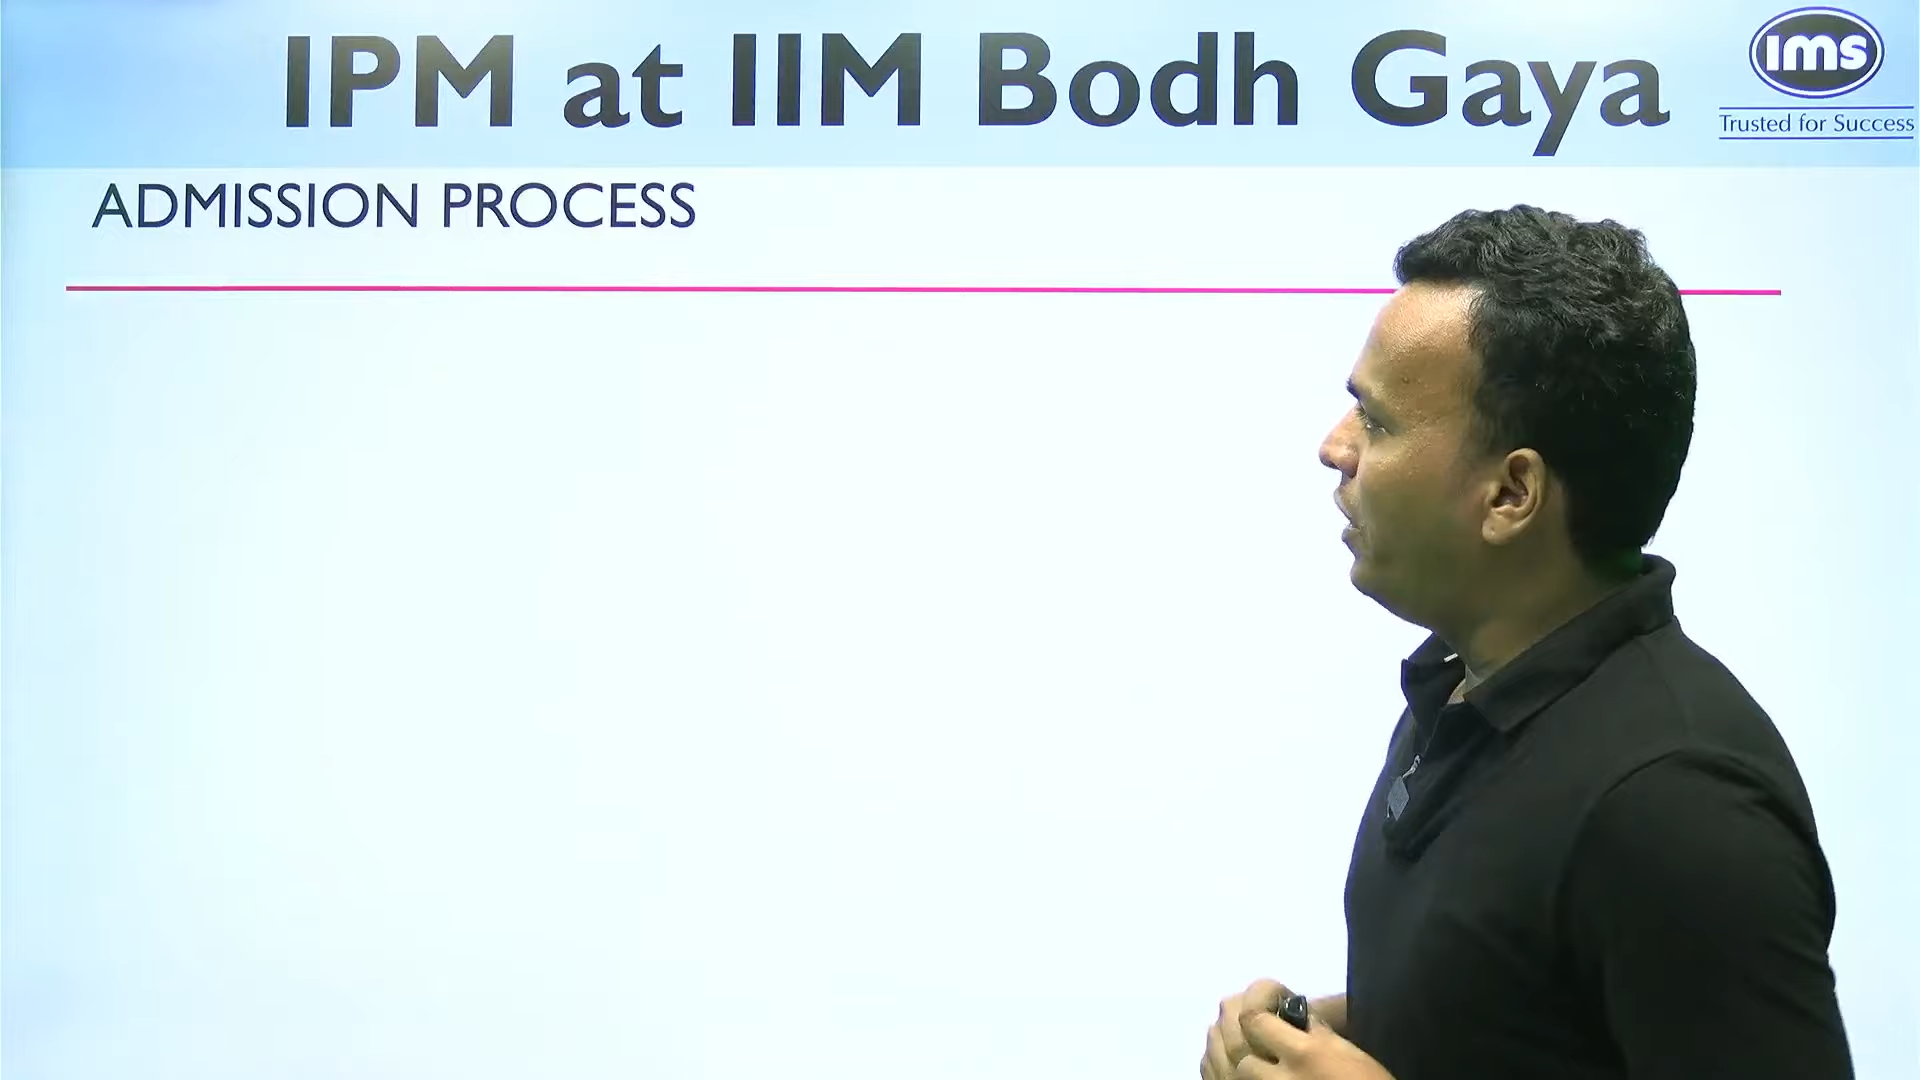 IPM at IIM Bodh Gaya
ims
Trusted for Success
ADMISSION PROCESS